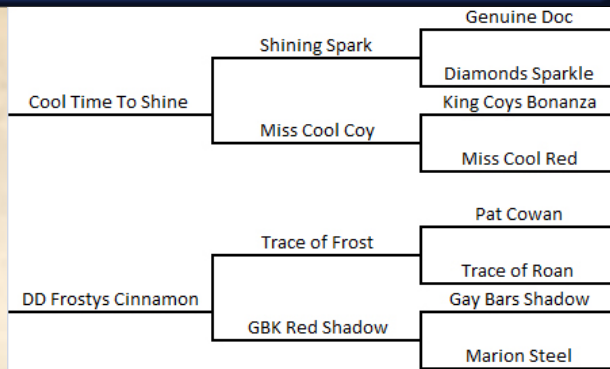 Genuine Doc
Shining Spark
Diamonds Sparkle
Cool Time To Shine
King Coys Bonanza
Miss Cool Coy
Miss Cool Red
Pat Cowan
Trace of Frost
Trace of Roan
DD Frostys Cinnamon
Gay Bars Shadow
GBK Red Shadow
Marion Steel